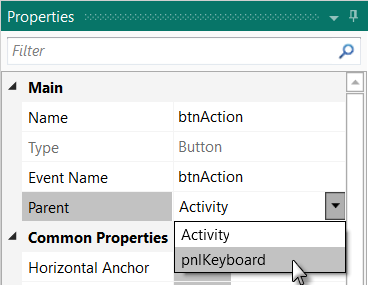 Properties
Filter
Main
Name btnAction
Type Button
Event Name btnAction
Parent Activity
Activity
Common Properties
pnlKeyboard
Horizontal Anchor